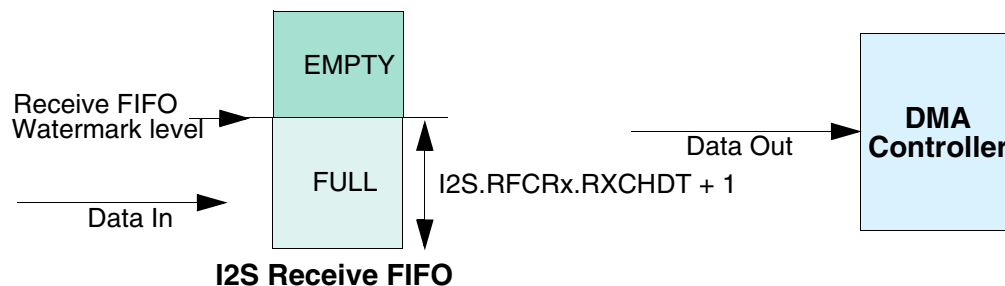 EMPTY
Receive FIFO
Watermark level
DMA
Controller
Data Out
FULL
I2S.RFCRx.RXCHDT + 1
Data In
I2S Receive FIFO